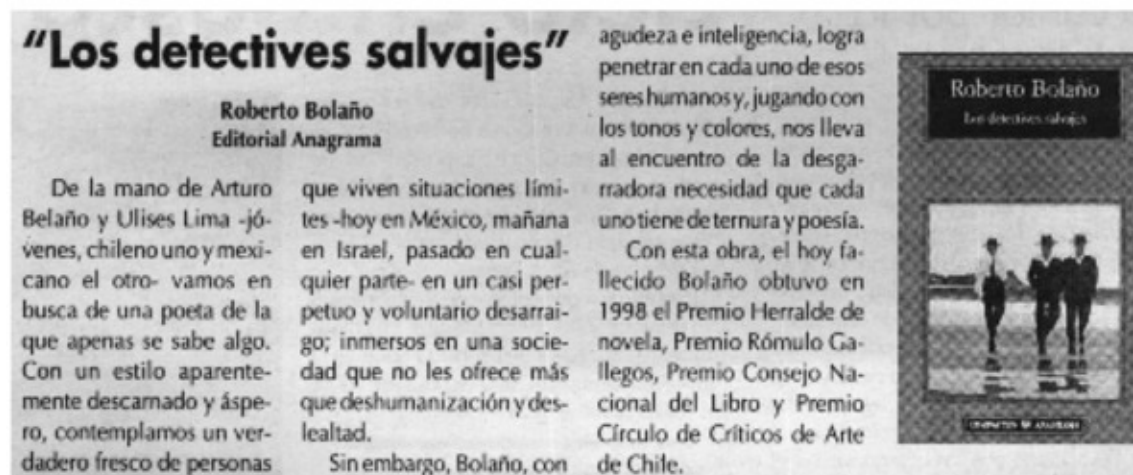 “Los detectives salvajes”
Roberto Bolaño
Editorial Anagrama
De la mano de Arturo
Belaño y Ulises Lima -jó-
venes, chileno uno y mexi-
cano el otro- vamos en
busca de una poeta de la
que apenas se sabe algo.
Con un estilo aparente-
mente descarnado y áspe-
ro, contemplamos un ver-
dadero fresco de personas
que viven situaciones lími-
tes -hoy en México, mañana
en Israel, pasado en cual-
quier parte- en un casi per-
petuo y voluntario desarrai-
go; inmersos en una socie-
dad que no les ofrece más
que deshumanización y des-
lealtad.
Sin embargo, Bolaño, con
agudeza e inteligencia, logra
penetrar en cada uno de esos
seres humanos y, jugando con
los tonos y colores, nos lleva
al encuentro de la desga-
rradora necesidad que cada
uno tiene de ternura y poesía.
Con esta obra, el hoy fa-
llecido Bolaño obtuvo en
1998 el Premio Herralde de
novela, Premio Rómulo Ga-
llegos, Premio Consejo Na-
cional del Libro y Premio
Círculo de Críticos de Arte
de Chile.
Roberto Bolaño
Los detectives salvajes
ANAGRAMA